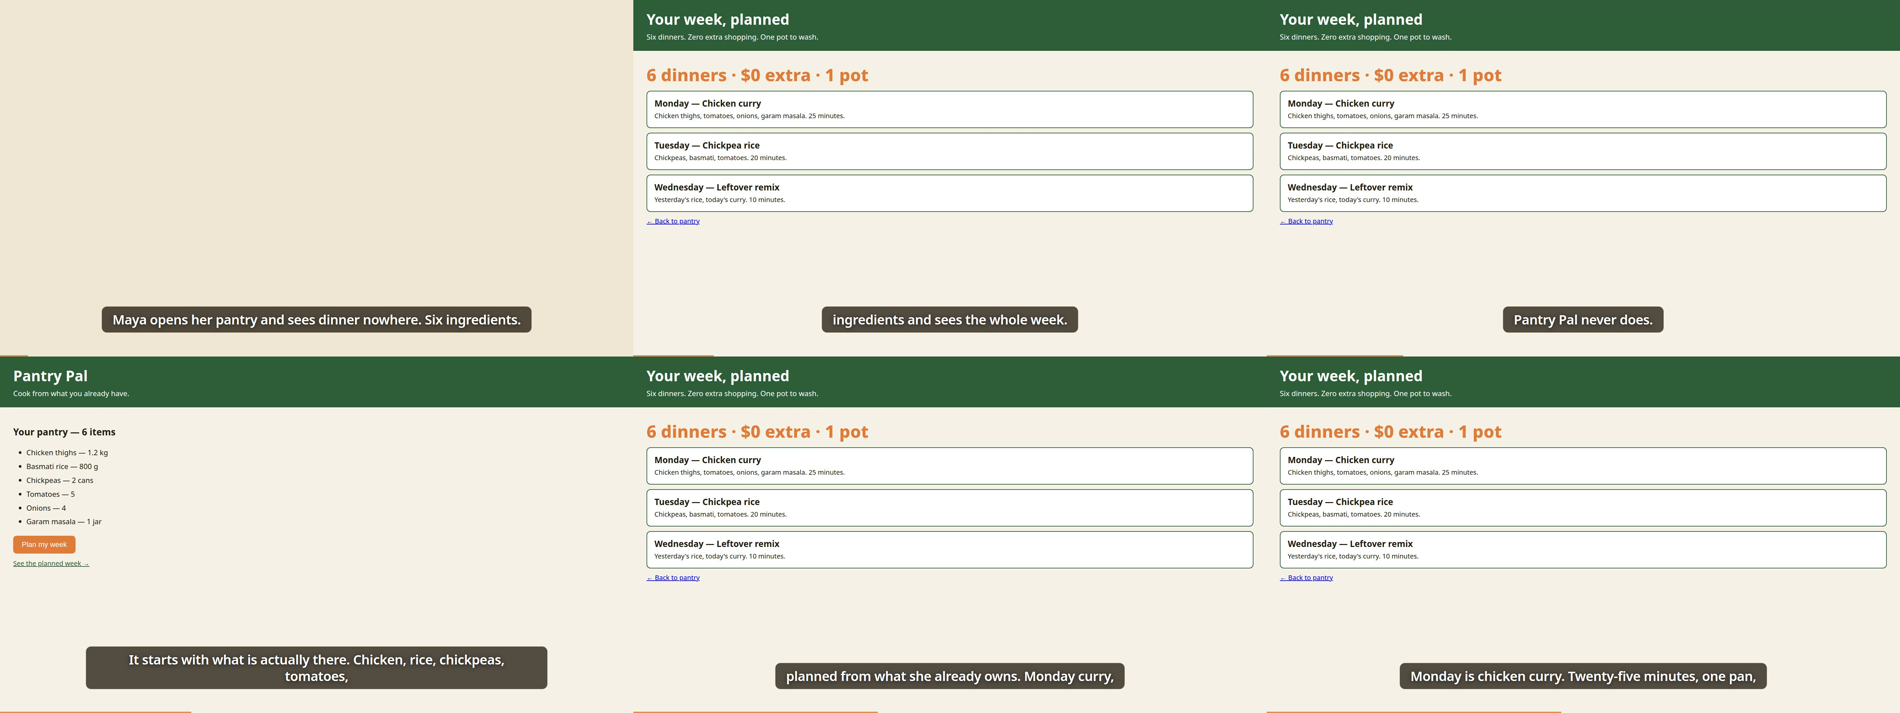 Maya opens her pantry and sees dinner nowhere. Six ingredients.
Your week, planned
Six dinners. Zero extra shopping. One pot to wash.
6 dinners · $0 extra · 1 pot
Monday — Chicken curry
Chicken thighs, tomatoes, onions, garam masala. 25 minutes.
Tuesday — Chickpea rice
Chickpeas, basmati, tomatoes. 20 minutes.
Wednesday — Leftover remix
Yesterday's rice, today's curry. 10 minutes.
← Back to pantry
ingredients and sees the whole week.
Your week, planned
Six dinners. Zero extra shopping. One pot to wash.
6 dinners · $0 extra · 1 pot
Monday — Chicken curry
Chicken thighs, tomatoes, onions, garam masala. 25 minutes.
Tuesday — Chickpea rice
Chickpeas, basmati, tomatoes. 20 minutes.
Wednesday — Leftover remix
Yesterday's rice, today's curry. 10 minutes.
← Back to pantry
Pantry Pal never does.
Pantry Pal
Cook from what you already have.
Your pantry — 6 items
• Chicken thighs — 1.2 kg
• Basmati rice — 800 g
• Chickpeas — 2 cans
• Tomatoes — 5
• Onions — 4
• Garam masala — 1 jar
Plan my week
See the planned week →
It starts with what is actually there. Chicken, rice, chickpeas,
tomatoes,
Your week, planned
Six dinners. Zero extra shopping. One pot to wash.
6 dinners · $0 extra · 1 pot
Monday — Chicken curry
Chicken thighs, tomatoes, onions, garam masala. 25 minutes.
Tuesday — Chickpea rice
Chickpeas, basmati, tomatoes. 20 minutes.
Wednesday — Leftover remix
Yesterday's rice, today's curry. 10 minutes.
← Back to pantry
planned from what she already owns. Monday curry,
Your week, planned
Six dinners. Zero extra shopping. One pot to wash.
6 dinners · $0 extra · 1 pot
Monday — Chicken curry
Chicken thighs, tomatoes, onions, garam masala. 25 minutes.
Tuesday — Chickpea rice
Chickpeas, basmati, tomatoes. 20 minutes.
Wednesday — Leftover remix
Yesterday's rice, today's curry. 10 minutes.
← Back to pantry
Monday is chicken curry. Twenty-five minutes, one pan,